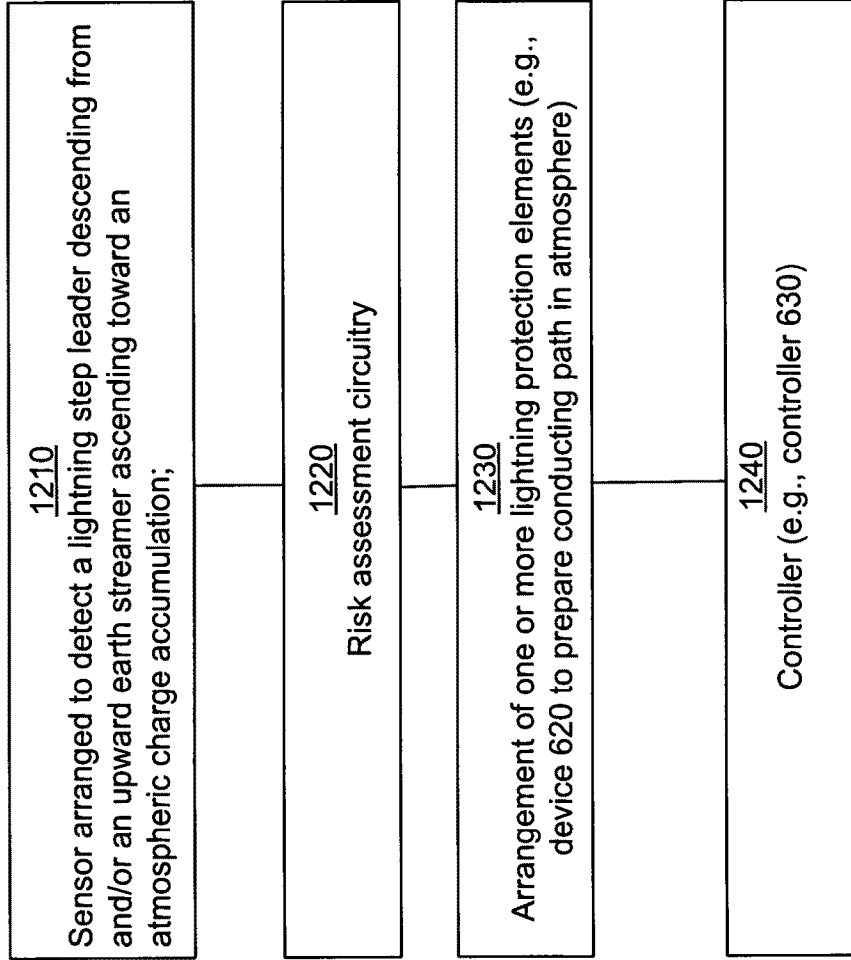 1210
Sensor arranged to detect a lightning step leader descending from
and/or an upward earth streamer ascending toward an
atmospheric charge accumulation;
1220
Risk assessment circuitry
1230
Arrangement of one or more lightning protection elements (e.g.,
device 620 to prepare conducting path in atmosphere)
1240
Controller (e.g., controller 630)